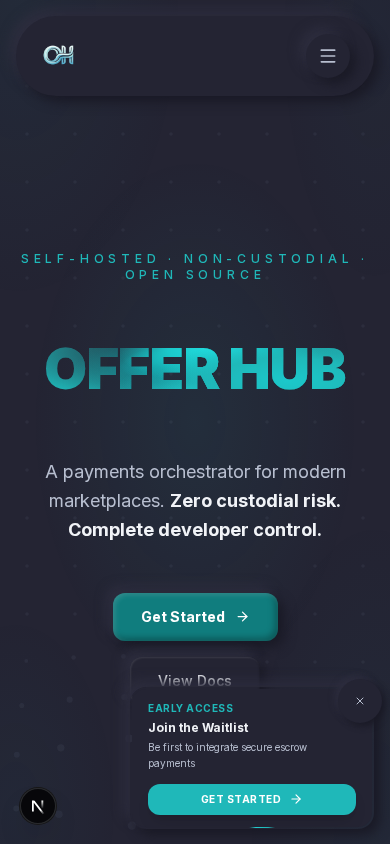 OH
SELF-HOSTED · NON-CUSTODIAL ·
OPEN SOURCE
OFFER HUB
A payments orchestrator for modern
marketplaces. Zero custodial risk.
Complete developer control.
Get Started →
View Docs
EARLY ACCESS
Join the Waitlist
Be first to integrate secure escrow
payments
GET STARTED →
N